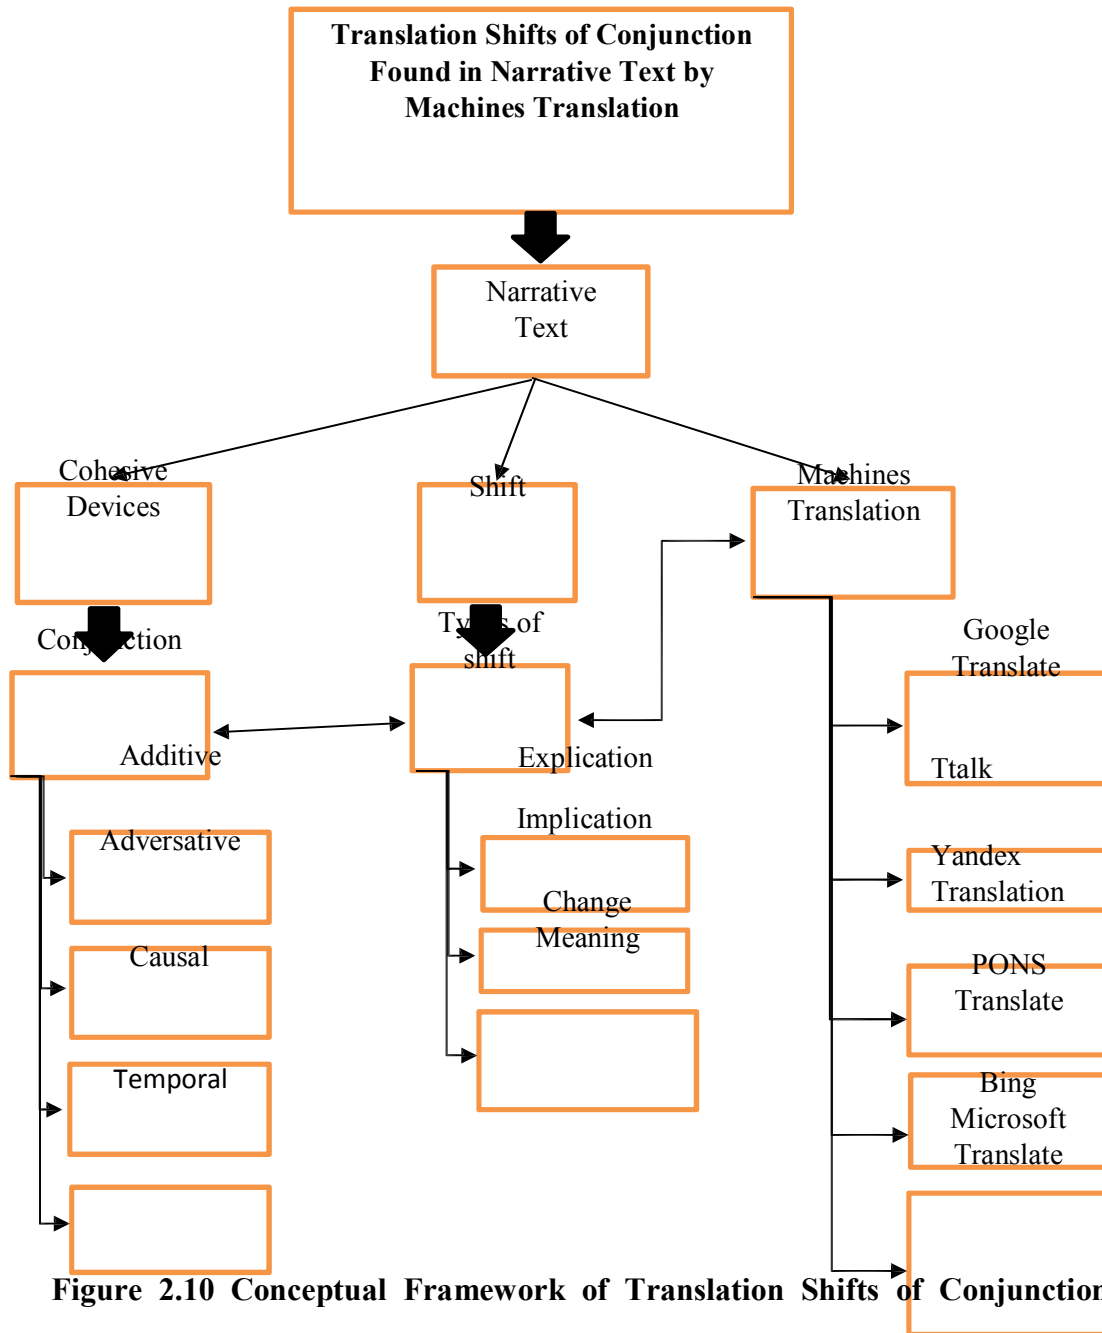 Translation Shifts of Conjunction
Found in Narrative Text by
Machines Translation
Narrative
Text
Cohesive
Devices
Shift
Machines
Translation
Conjunction
Types of
shift
Additive
Adversative
Causal
Temporal
Explication
Implication
Change
Meaning
Google
Translate
Ttalk
Yandex
Translation
PONS
Translate
Bing
Microsoft
Translate
Figure 2.10 Conceptual Framework of Translation Shifts of Conjunction